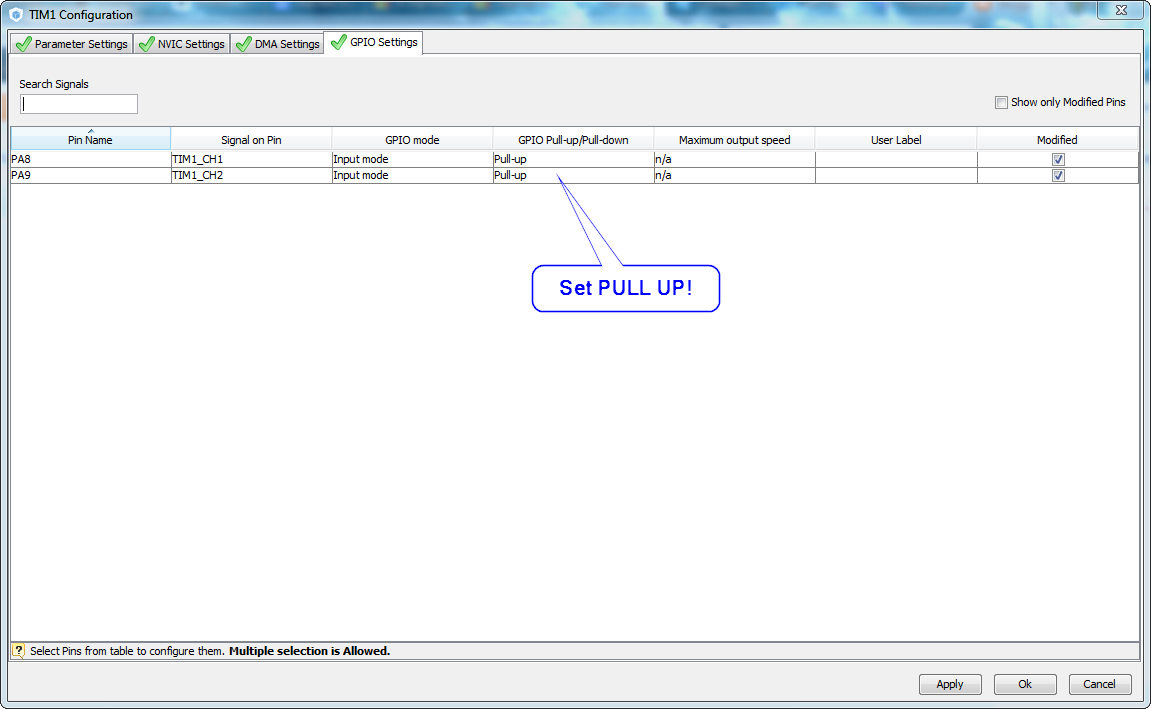 TIM1 Configuration
Parameter Settings NVIC Settings DMA Settings GPIO Settings
Search Signals
Show only Modified Pins
Pin Name Signal on Pin GPIO mode GPIO Pull-up/Pull-down Maximum output speed User Label Modified
PA8 TIM1_CH1 Input mode Pull-up n/a
PA9 TIM1_CH2 Input mode Pull-up n/a
Set PULL UP!
? Select Pins from table to configure them. Multiple selection is Allowed.
Apply Ok Cancel